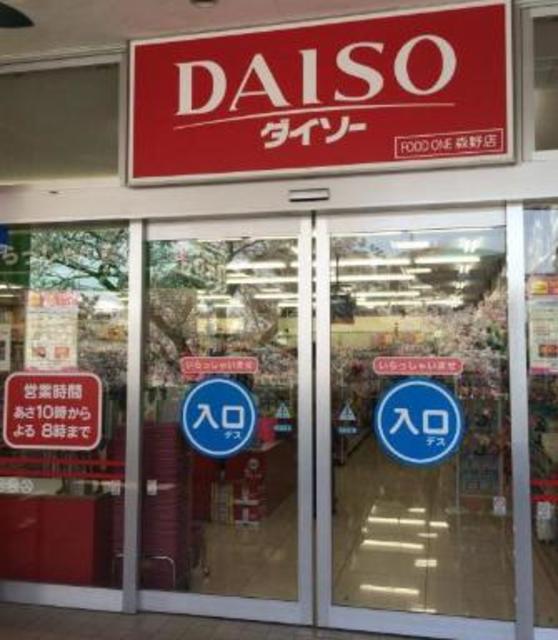 DAISO
ダイソー
FOOD ONE 森野店
いらっしゃいませ
いらっしゃいませ
入口
デス
入口
デス
営業時間
あさ10時から
よる 8時まで